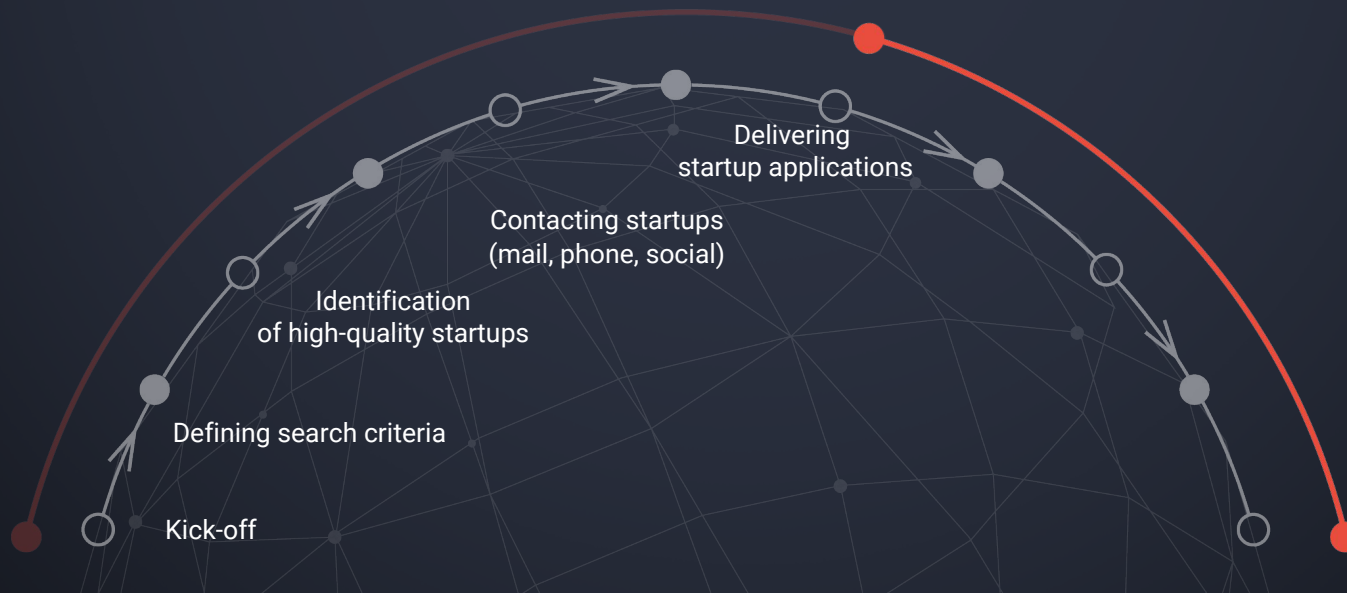 Delivering
startup applications
Contacting startups
(mail, phone, social)
Identification
of high-quality startups
Defining search criteria
Kick-off